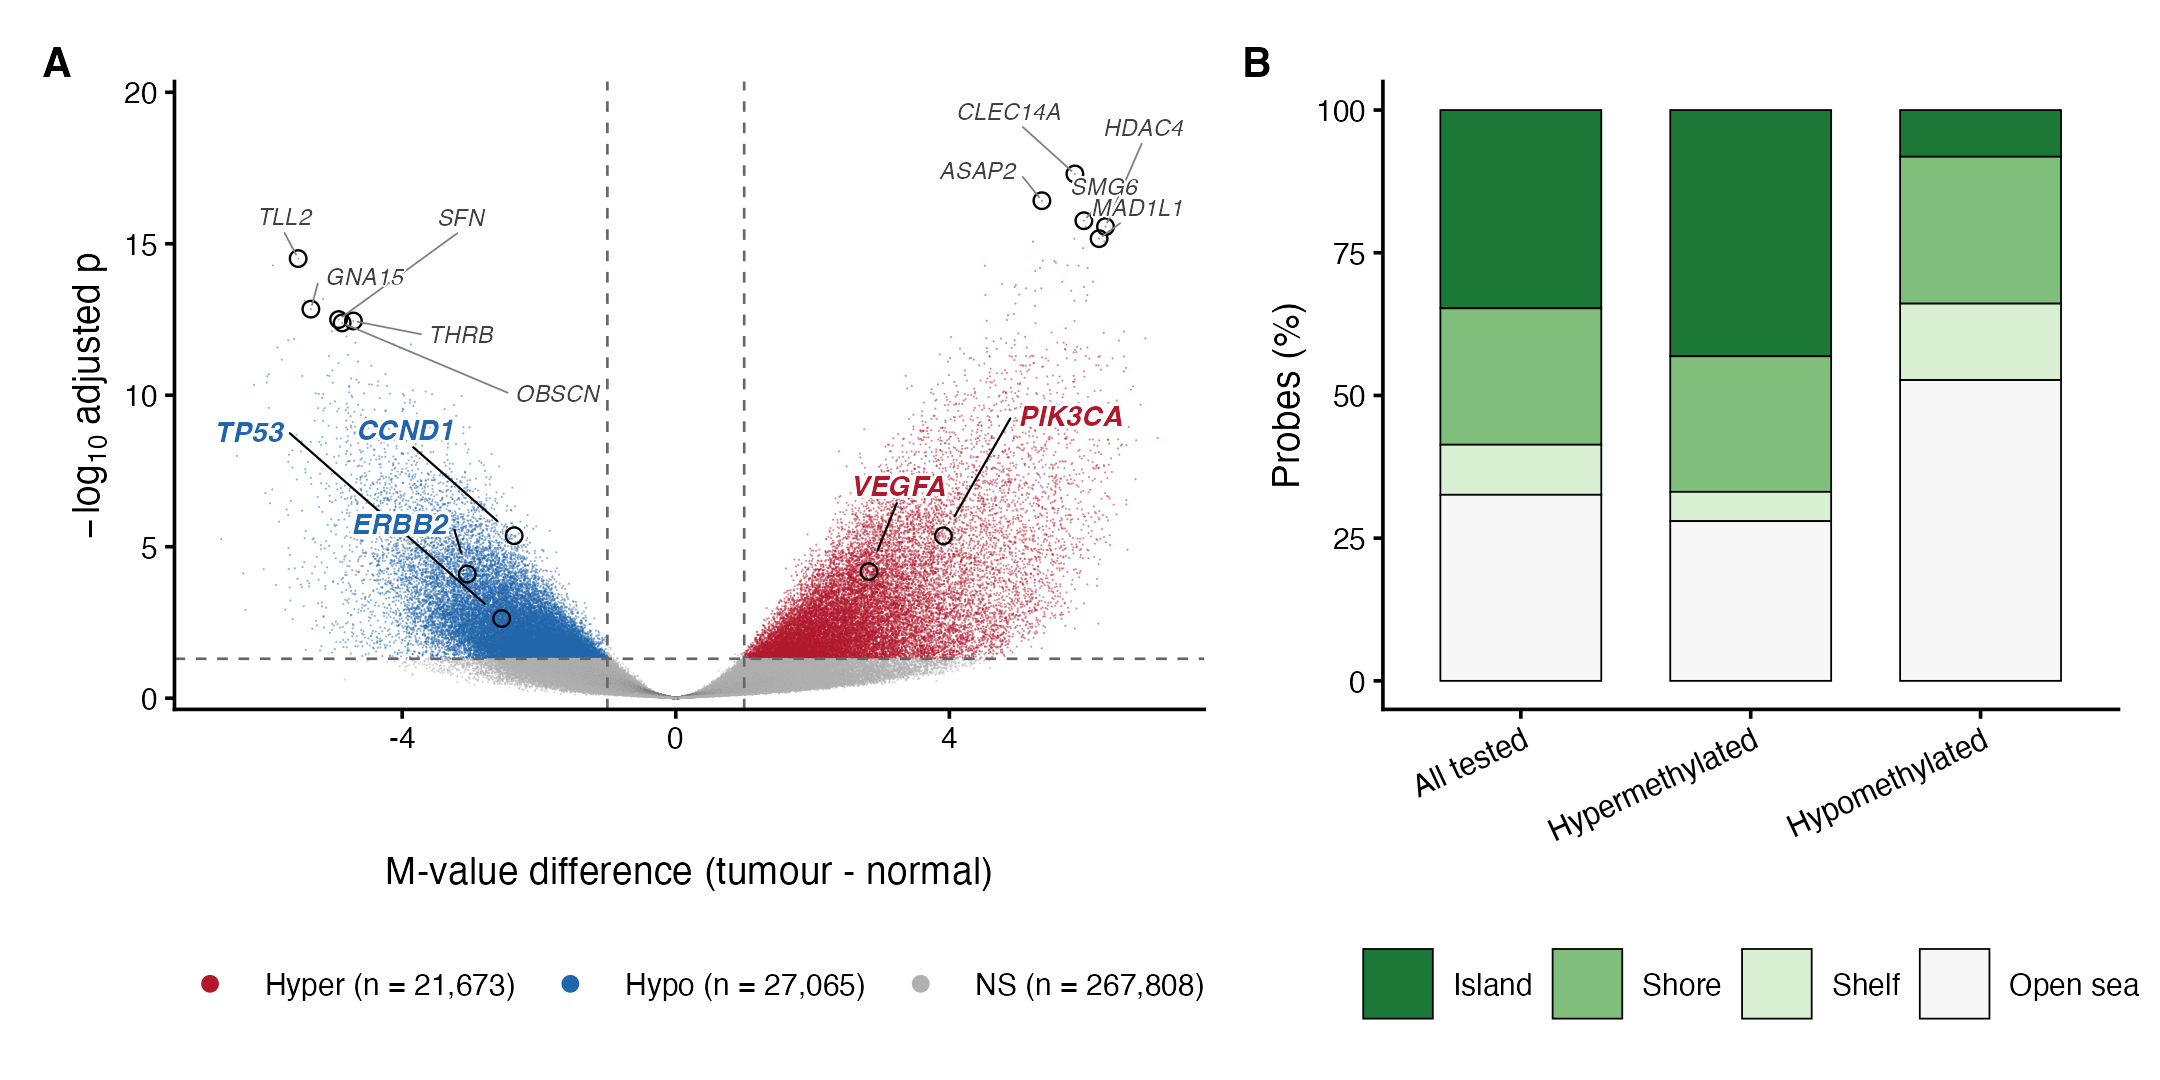 A
20
15
10
5
0
− log10 adjusted p
CLEC14A
HDAC4
ASAP2
SMG6
MAD1L1
TLL2
SFN
GNA15
THRB
OBSCN
TP53
CCND1
PIK3CA
VEGFA
ERBB2
-4
0
4
M-value difference (tumour - normal)
Hyper (n = 21,673)
Hypo (n = 27,065)
NS (n = 267,808)
B
100
75
50
25
0
Probes (%)
All tested
Hypermethylated
Hypomethylated
Island
Shore
Shelf
Open sea